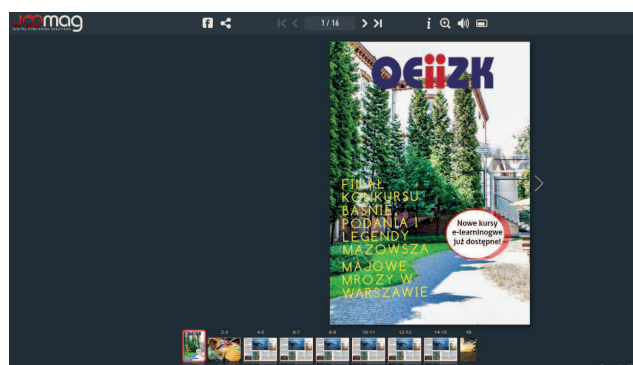 JOOMAG
DIGITAL PUBLISHING SOLUTIONS
1/16
OEiiZK
FINAŁ
KONKURSU
BAŚNIE,
PODANIA I
LEGENDY
MAZOWSZA
MAJOWE
MROZY W
WARSZAWIE
Nowe kursy
e-learninogwe
już dostępne!
2-3 4-5 6-7 8-9 10-11 12-13 14-15 16